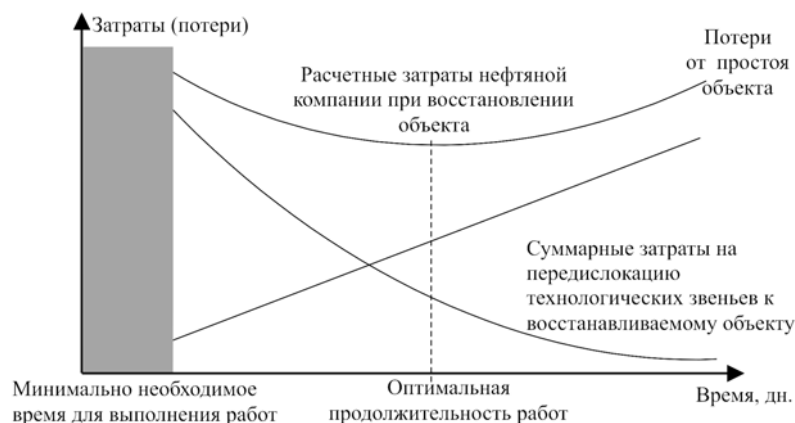 Затраты (потери)
Потери
от простоя
объекта
Расчетные затраты нефтяной
компании при восстановлении
объекта
Суммарные затраты на
передислокацию
технологических звеньев к
восстанавливаемому объекту
Минимально необходимое
время для выполнения работ
Оптимальная
продолжительность работ
Время, дн.